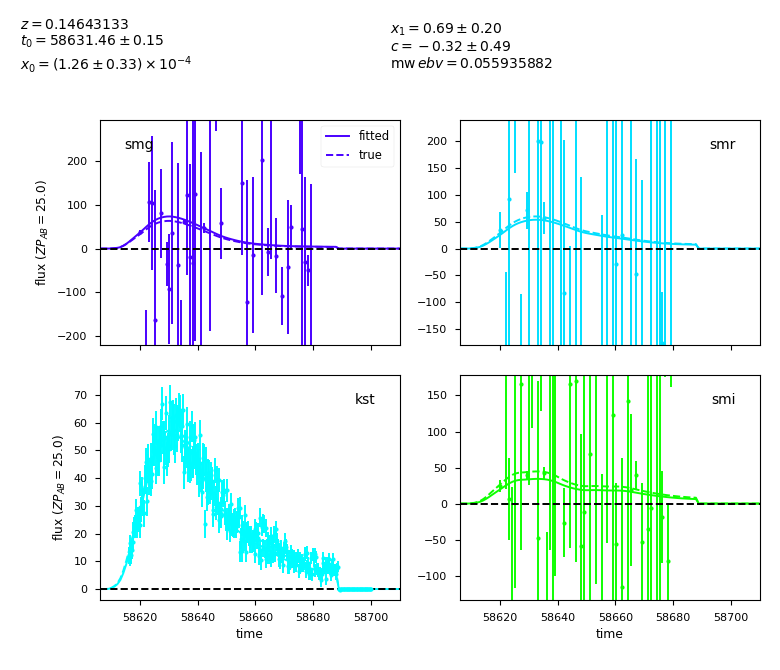 z = 0.14643133
t₀ = 58631.46 ± 0.15
x₀ = (1.26 ± 0.33) × 10⁻⁴
x₁ = 0.69 ± 0.20
c = −0.32 ± 0.49
mw ebv = 0.055935882
smg
fitted
true
200
100
0
−100
−200
flux (ZP_AB = 25.0)
smr
200
150
100
50
0
−50
−100
−150
kst
70
60
50
40
30
20
10
0
flux (ZP_AB = 25.0)
58620 58640 58660 58680 58700
time
smi
150
100
50
0
−50
−100
58620 58640 58660 58680 58700
time